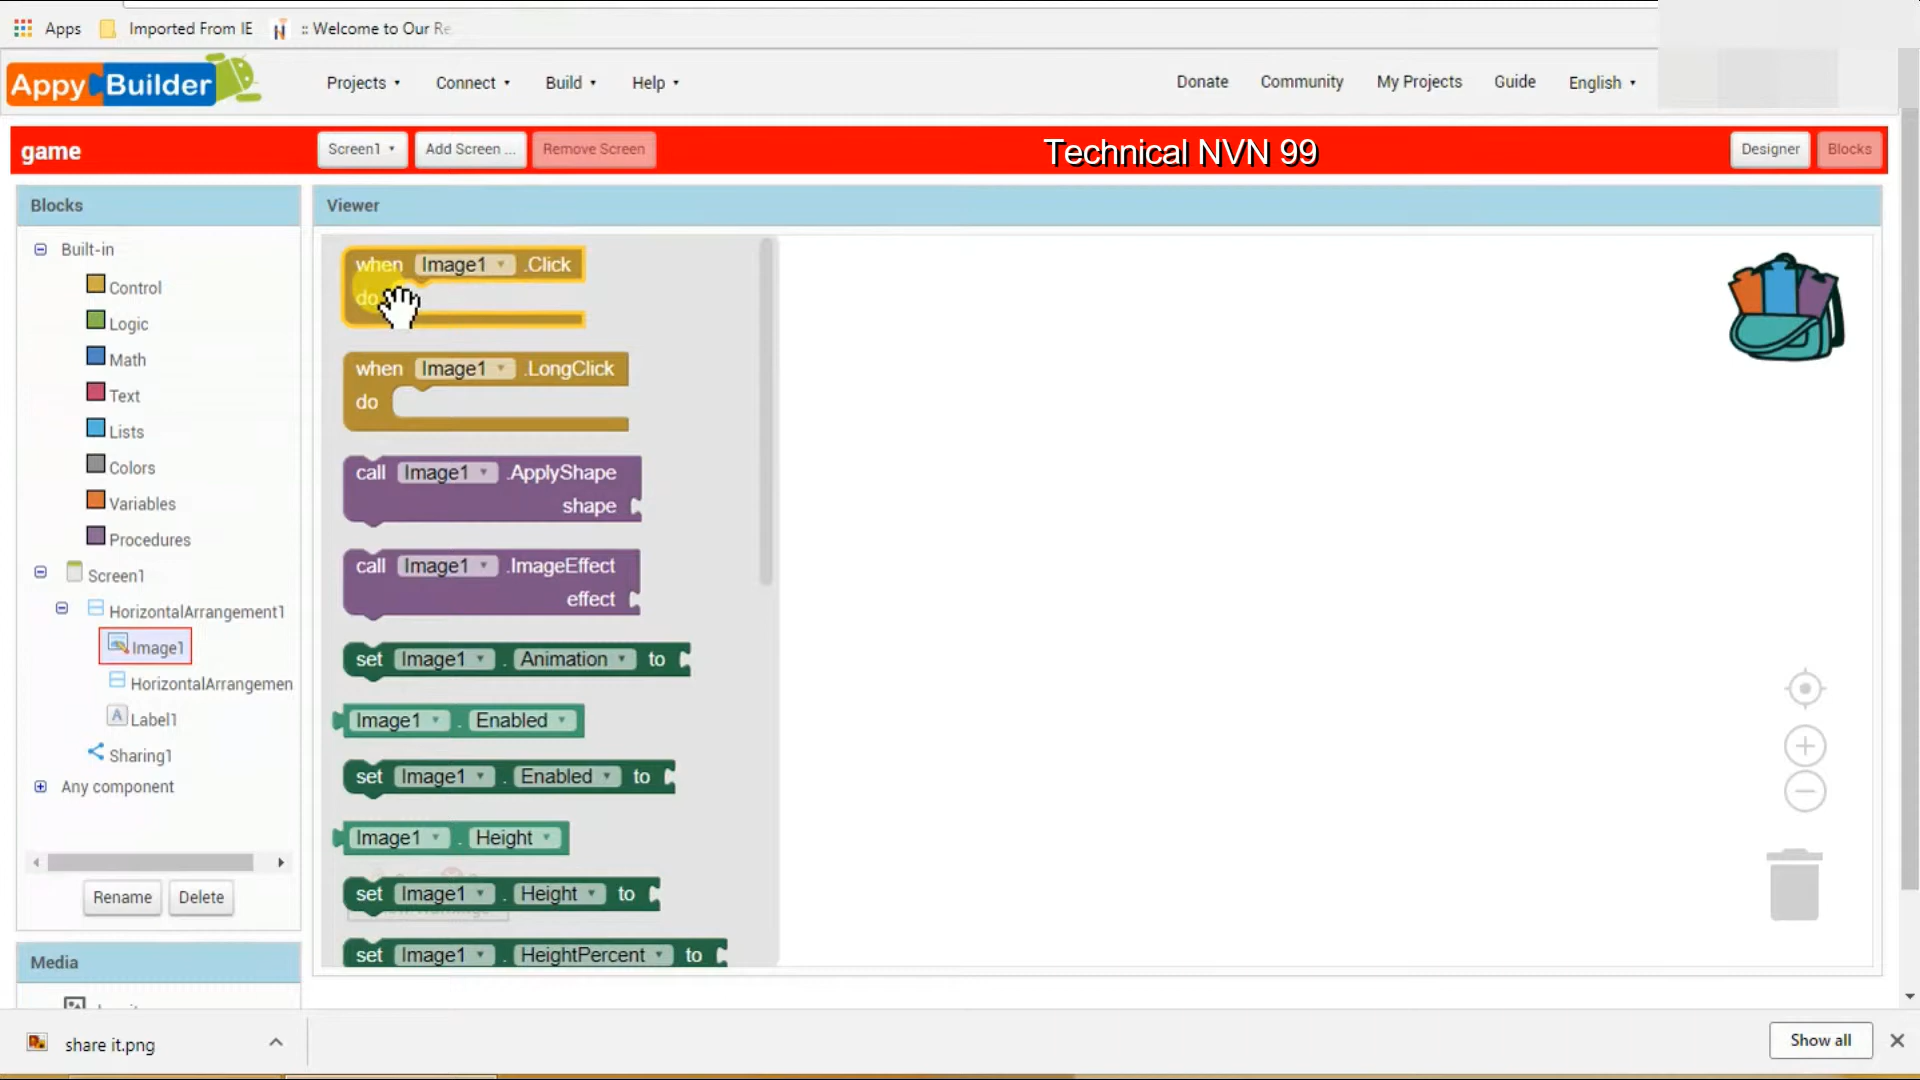 Apps Imported From IE :: Welcome to Our Re
AppyBuilder Projects Connect Build Help Donate Community My Projects Guide English
game Screen1 Add Screen ... Remove Screen Technical NVN 99 Designer Blocks
Blocks
Built-in
Control
Logic
Math
Text
Lists
Colors
Variables
Procedures
Screen1
HorizontalArrangement1
Image1
HorizontalArrangemen
Label1
Sharing1
Any component
Rename Delete
Media
Viewer
when Image1 .Click
do
when Image1 .LongClick
do
call Image1 .ApplyShape
shape
call Image1 .ImageEffect
effect
set Image1 . Animation to
Image1 . Enabled
set Image1 . Enabled to
Image1 . Height
set Image1 . Height to
set Image1 . HeightPercent to
share it.png Show all